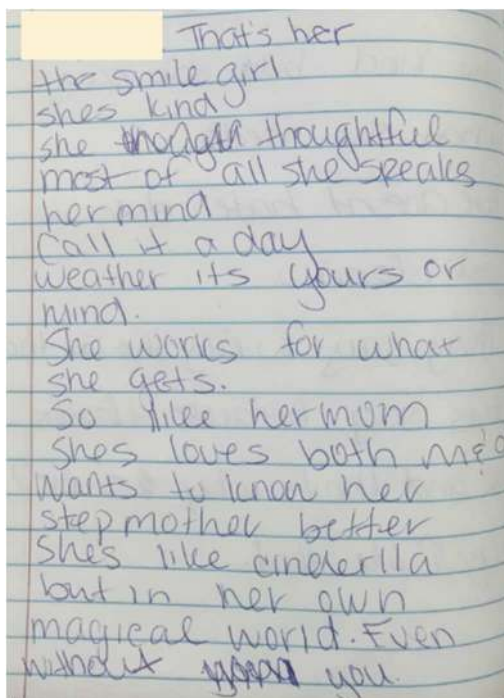 That's her
the smile girl
shes kind
she thoughtful
most of all she speaks
her mind
Call it a day
weather its yours or
mind.
She works for what
she gets.
So like her mom
shes loves both m&D
wants to know her
stepmother better
She's like cinderlla
but in her own
magical world. Even
without you.